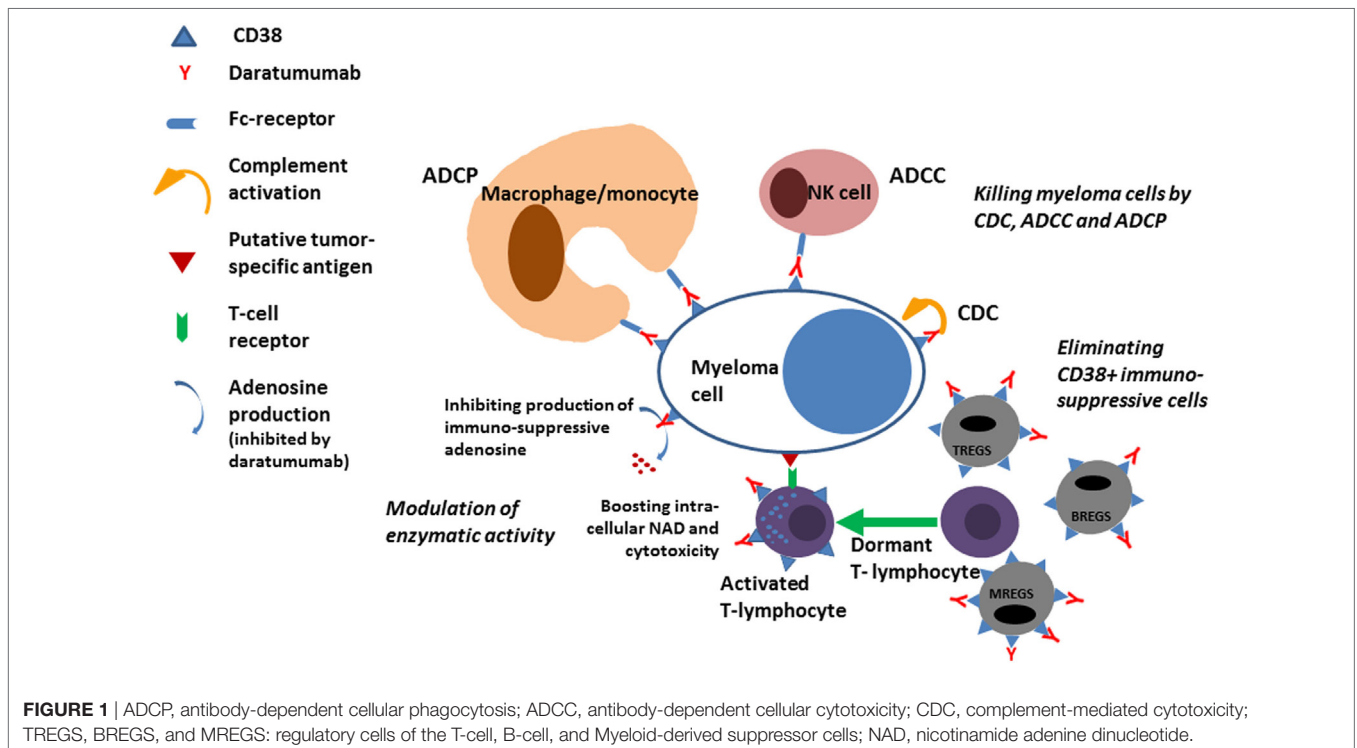 CD38
Daratumumab
Fc-receptor
Complement
activation
Putative tumor-
specific antigen
T-cell
receptor
Adenosine
production
(inhibited by
daratumumab)
ADCP
Macrophage/monocyte
NK cell
ADCC
Killing myeloma cells by
CDC, ADCC and ADCP
CDC
Myeloma
cell
Eliminating
CD38+ immuno-
suppressive cells
Inhibiting production of
immuno-suppressive
adenosine
Modulation of
enzymatic activity
Boosting intra-
cellular NAD and
cytotoxicity
Activated
T-lymphocyte
Dormant
T- lymphocyte
TREGS
BREGS
MREGS
FIGURE 1 | ADCP, antibody-dependent cellular phagocytosis; ADCC, antibody-dependent cellular cytotoxicity; CDC, complement-mediated cytotoxicity;
TREGS, BREGS, and MREGS: regulatory cells of the T-cell, B-cell, and Myeloid-derived suppressor cells; NAD, nicotinamide adenine dinucleotide.